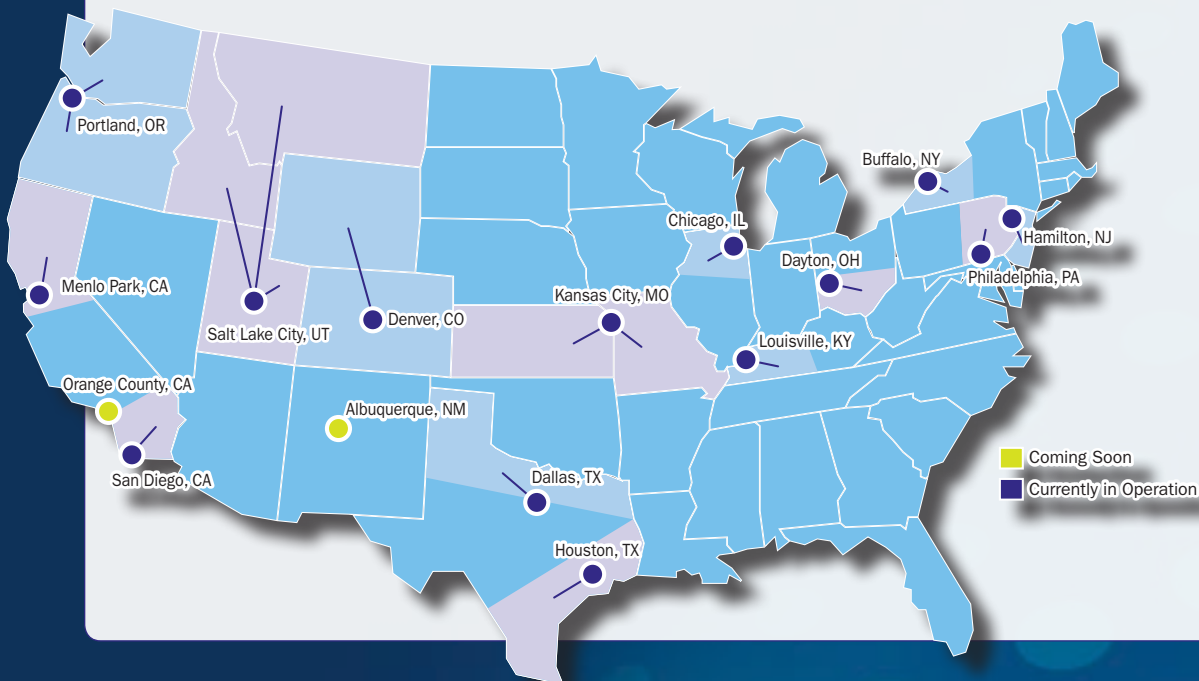 Portland, OR
Buffalo, NY
Chicago, IL
Hamilton, NJ
Dayton, OH
Philadelphia, PA
Menlo Park, CA
Kansas City, MO
Salt Lake City, UT
Denver, CO
Louisville, KY
Orange County, CA
Albuquerque, NM
San Diego, CA
Dallas, TX
Coming Soon
Currently in Operation
Houston, TX